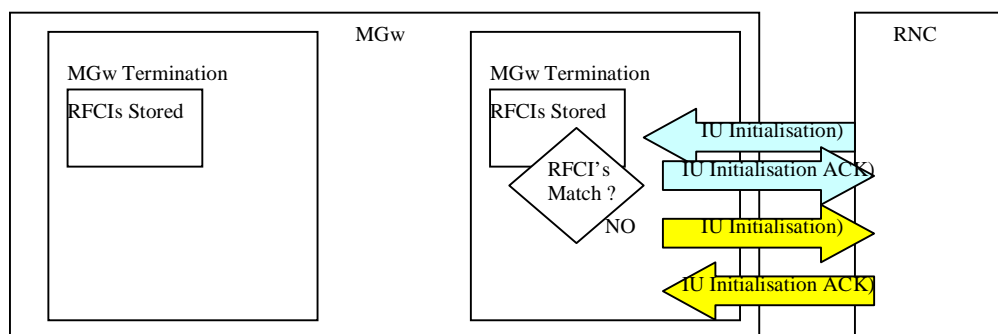 MGw
RNC
MGw Termination
RFCIs Stored
MGw Termination
RFCIs Stored
RFCI's
Match ?
NO
IU Initialisation)
IU Initialisation ACK)
IU Initialisation)
IU Initialisation ACK)